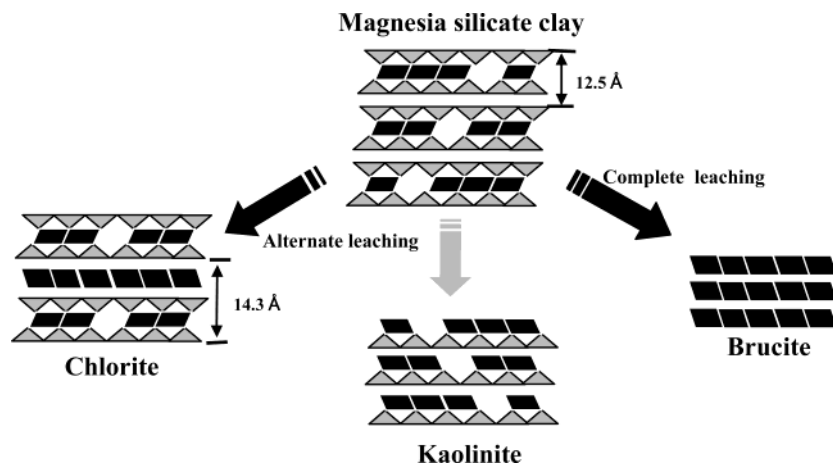 Magnesia silicate clay
12.5 Å
Complete leaching
Alternate leaching
14.3 Å
Chlorite
Brucite
Kaolinite